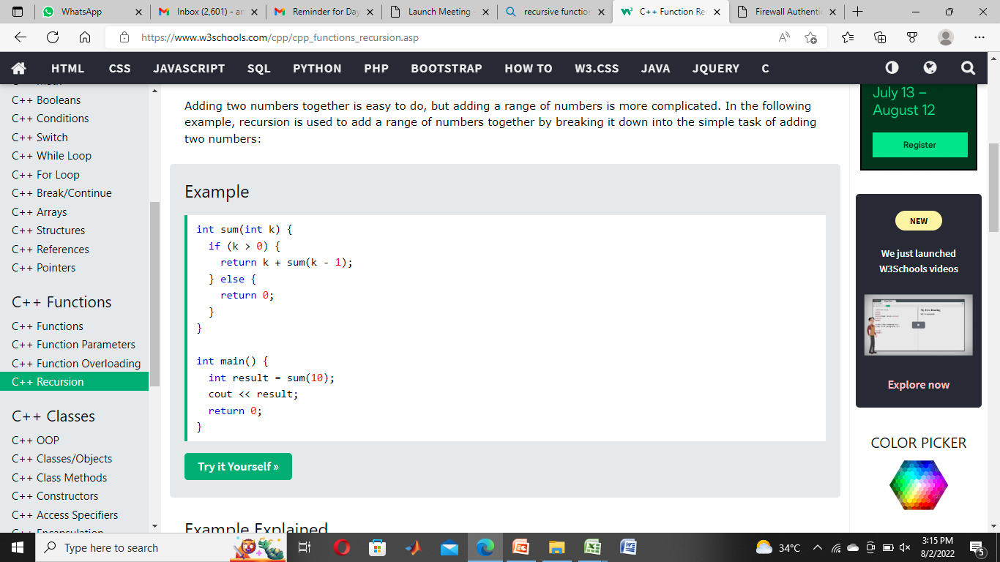 WhatsApp
Inbox (2,601) - an
Reminder for Day
Launch Meeting -
recursive function
C++ Function Re
Firewall Authenti
https://www.w3schools.com/cpp/cpp_functions_recursion.asp
HTML CSS JAVASCRIPT SQL PYTHON PHP BOOTSTRAP HOW TO W3.CSS JAVA JQUERY C
C++ Math
C++ Booleans
C++ Conditions
C++ Switch
C++ While Loop
C++ For Loop
C++ Break/Continue
C++ Arrays
C++ Structures
C++ References
C++ Pointers
C++ Functions
C++ Functions
C++ Function Parameters
C++ Function Overloading
C++ Recursion
C++ Classes
C++ OOP
C++ Classes/Objects
C++ Class Methods
C++ Constructors
C++ Access Specifiers
C++ Encapsulation
Adding two numbers together is easy to do, but adding a range of numbers is more complicated. In the following
example, recursion is used to add a range of numbers together by breaking it down into the simple task of adding
two numbers:
Example
int sum(int k) {
  if (k > 0) {
    return k + sum(k - 1);
  } else {
    return 0;
  }
}
int main() {
  int result = sum(10);
  cout << result;
  return 0;
}
Try it Yourself »
Example Explained
July 13 –
August 12
Register
NEW
We just launched
W3Schools videos
Explore now
COLOR PICKER
Type here to search
34°C
3:15 PM
8/2/2022
5